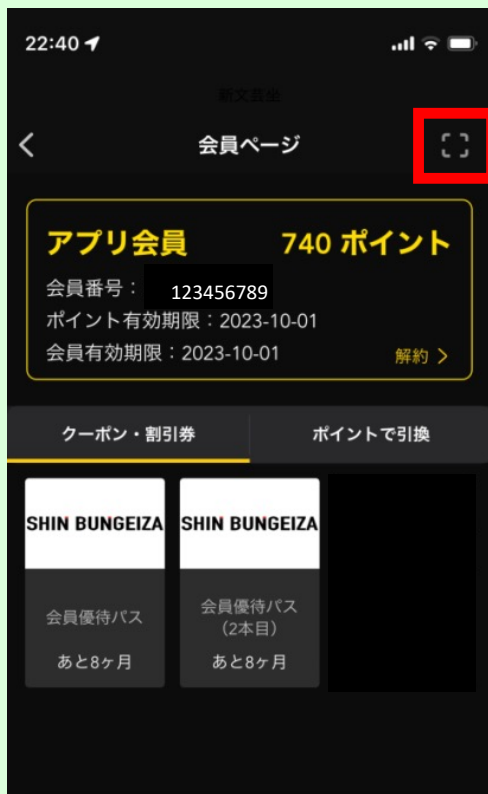 22:40
新文芸坐
会員ページ
アプリ会員 740 ポイント
会員番号： 123456789
ポイント有効期限：2023-10-01
会員有効期限：2023-10-01 解約 >
クーポン・割引券 ポイントで引換
SHIN BUNGEIZA SHIN BUNGEIZA
会員優待パス
会員優待パス
（2本目）
あと8ヶ月 あと8ヶ月